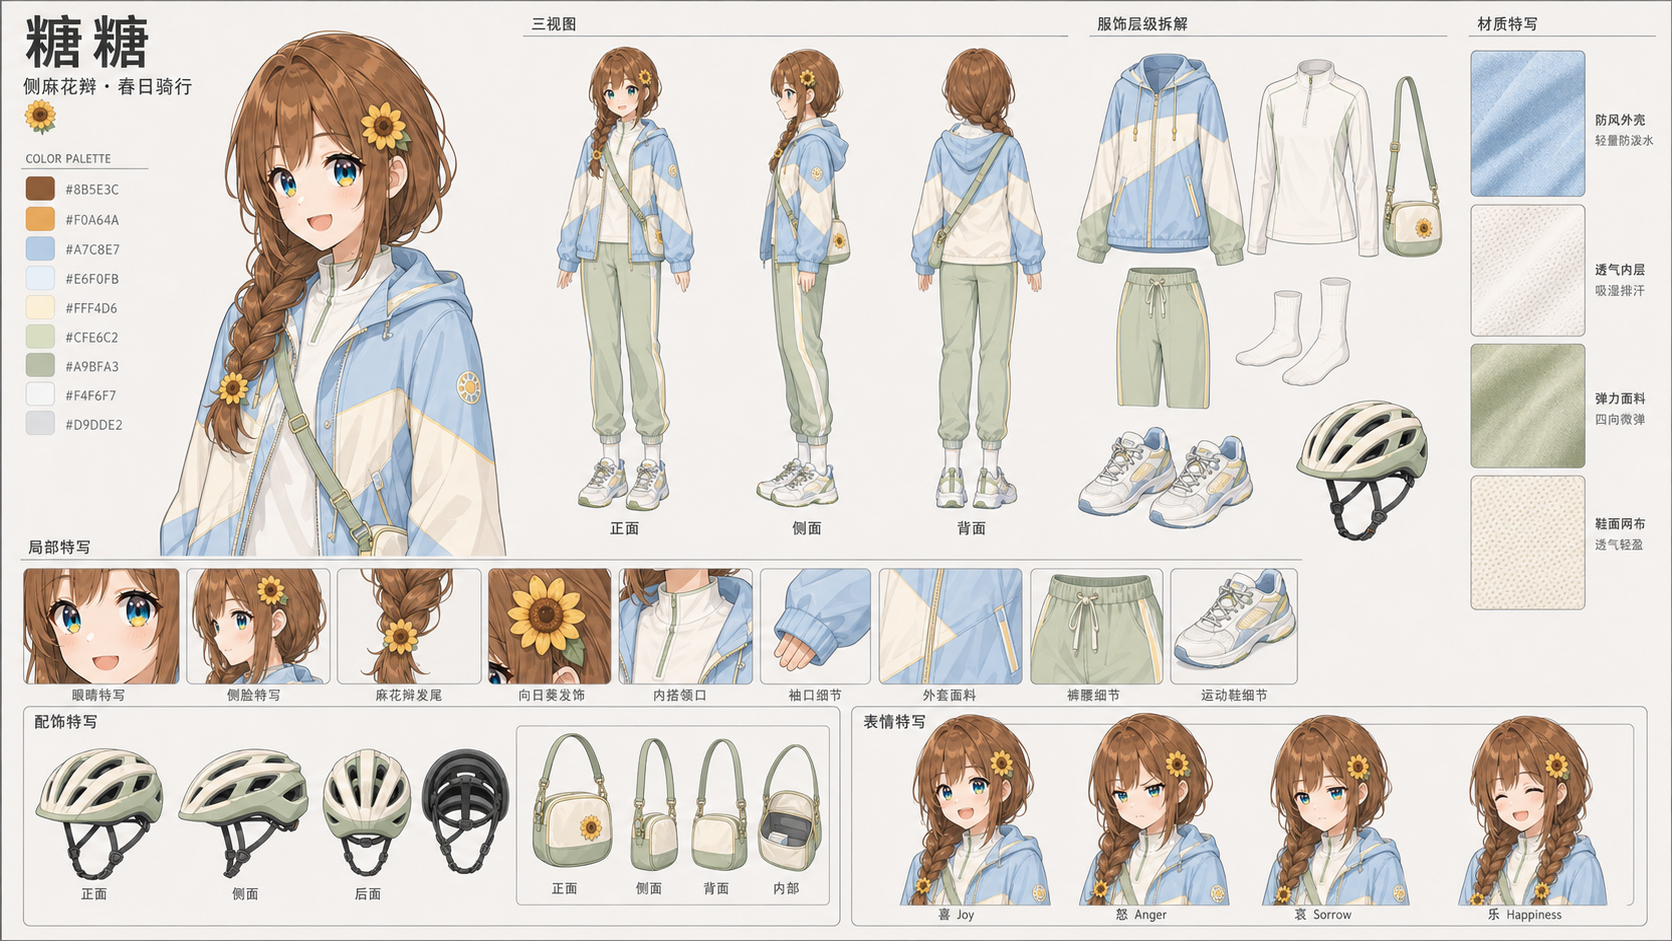 糖糖
侧麻花辫·春日骑行
COLOR PALETTE
#8B5E3C
#F0A64A
#A7C8E7
#E6F0FB
#FFF4D6
#CFE6C2
#A9BFA3
#F4F6F7
#D9DDE2
三视图
正面
侧面
背面
服饰层级拆解
材质特写
防风外壳
轻量防泼水
透气内层
吸湿排汗
弹力面料
四向微弹
鞋面网布
透气轻盈
局部特写
眼睛特写
侧脸特写
麻花辫发尾
向日葵发饰
内搭领口
袖口细节
外套面料
裤腰细节
运动鞋细节
配饰特写
正面
侧面
后面
正面
侧面
背面
内部
表情特写
喜 Joy
怒 Anger
哀 Sorrow
乐 Happiness